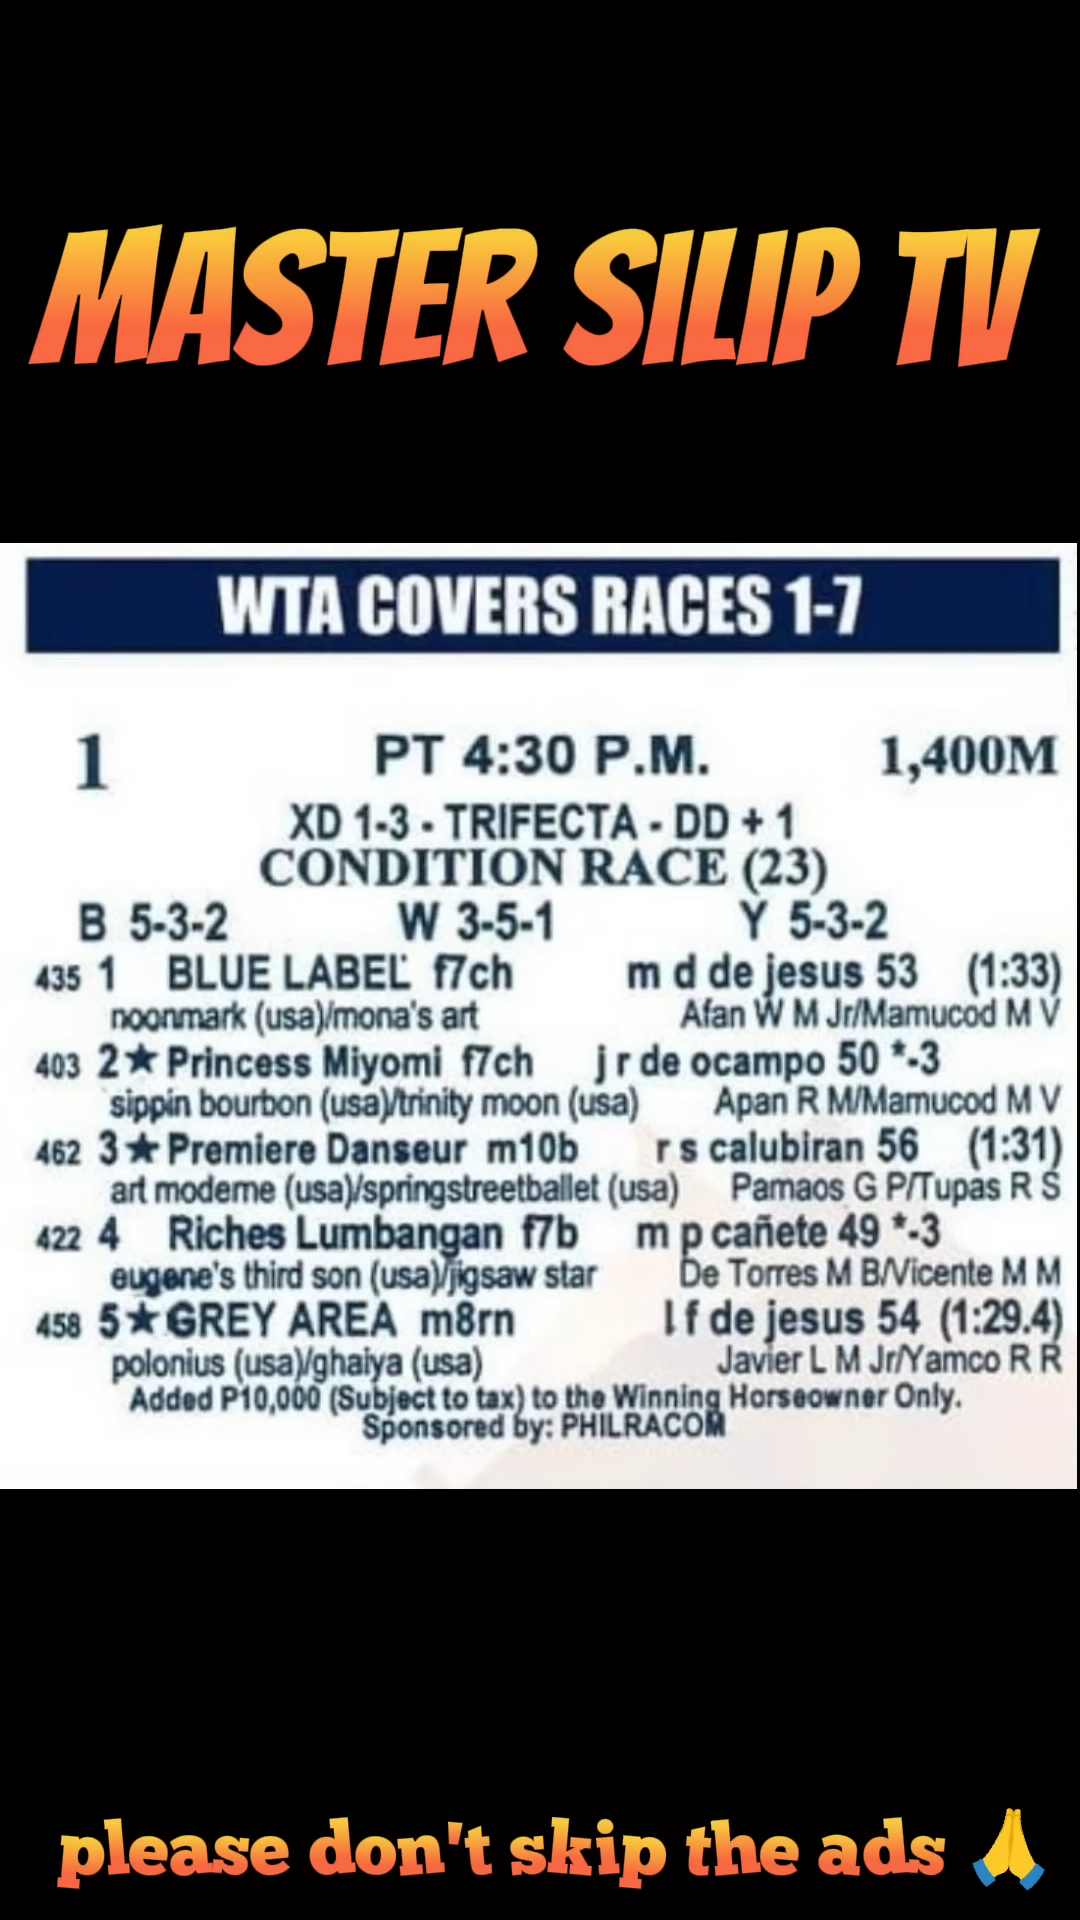 MASTER SILIP TV
WTA COVERS RACES 1-7
1 PT 4:30 P.M. 1,400M
XD 1-3 - TRIFECTA - DD + 1
CONDITION RACE (23)
B 5-3-2 W 3-5-1 Y 5-3-2
435 1 BLUE LABEL f7ch m d de jesus 53 (1:33)
noonmark (usa)/mona's art Afan W M Jr/Mamucod M V
403 2★ Princess Miyomi f7ch j r de ocampo 50 *-3
sippin bourbon (usa)/trinity moon (usa) Apan R M/Mamucod M V
462 3★ Premiere Danseur m10b r s calubiran 56 (1:31)
art moderne (usa)/springstreetballet (usa) Pamaos G P/Tupas R S
422 4 Riches Lumbangan f7b m p cañete 49 *-3
eugene's third son (usa)/jigsaw star De Torres M B/Vicente M M
458 5★ GREY AREA m8rn l f de jesus 54 (1:29.4)
polonius (usa)/ghaiya (usa) Javier L M Jr/Yamco R R
Added P10,000 (Subject to tax) to the Winning Horseowner Only.
Sponsored by: PHILRACOM
please don't skip the ads 🙏